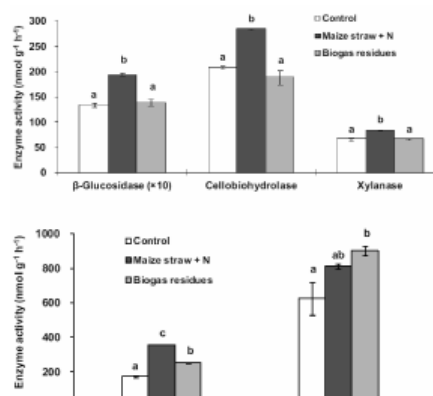 300
250
200
150
100
50
0
Enzyme activity (nmol g⁻¹ h⁻¹)
Control
Maize straw + N
Biogas residues
a b a
a b a
a b a
β-Glucosidase (×10) Cellobiohydrolase Xylanase
1000
800
600
400
200
Enzyme activity (nmol g⁻¹ h⁻¹)
Control
Maize straw + N
Biogas residues
a c b
a ab b